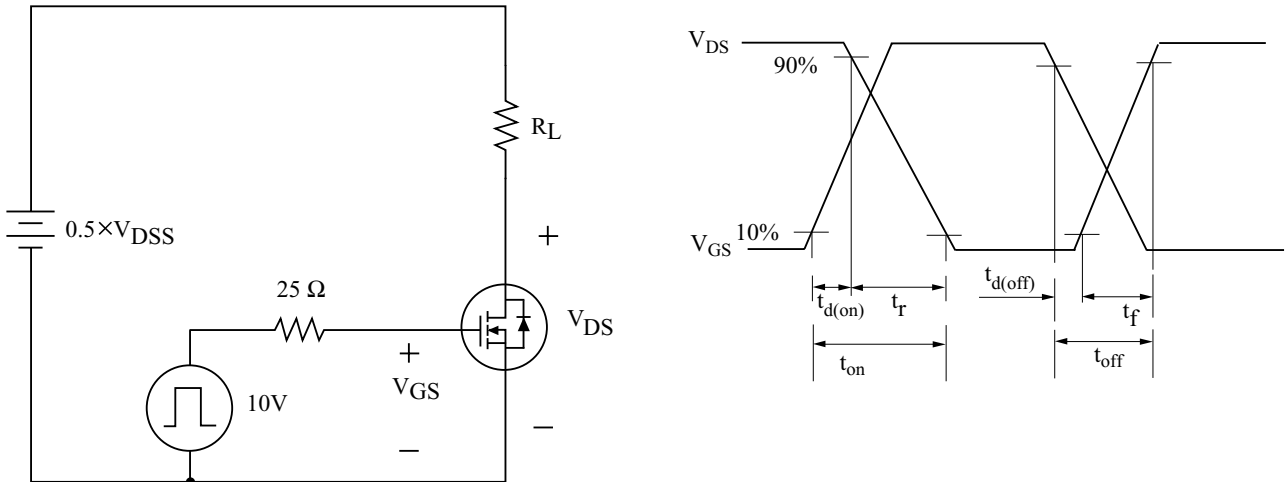 R_L
0.5×V_DSS
+
25 Ω
V_DS
+
V_GS
10V
−
−
V_DS
90%
10%
V_GS
t_d(on)
t_r
t_d(off)
t_f
t_on
t_off